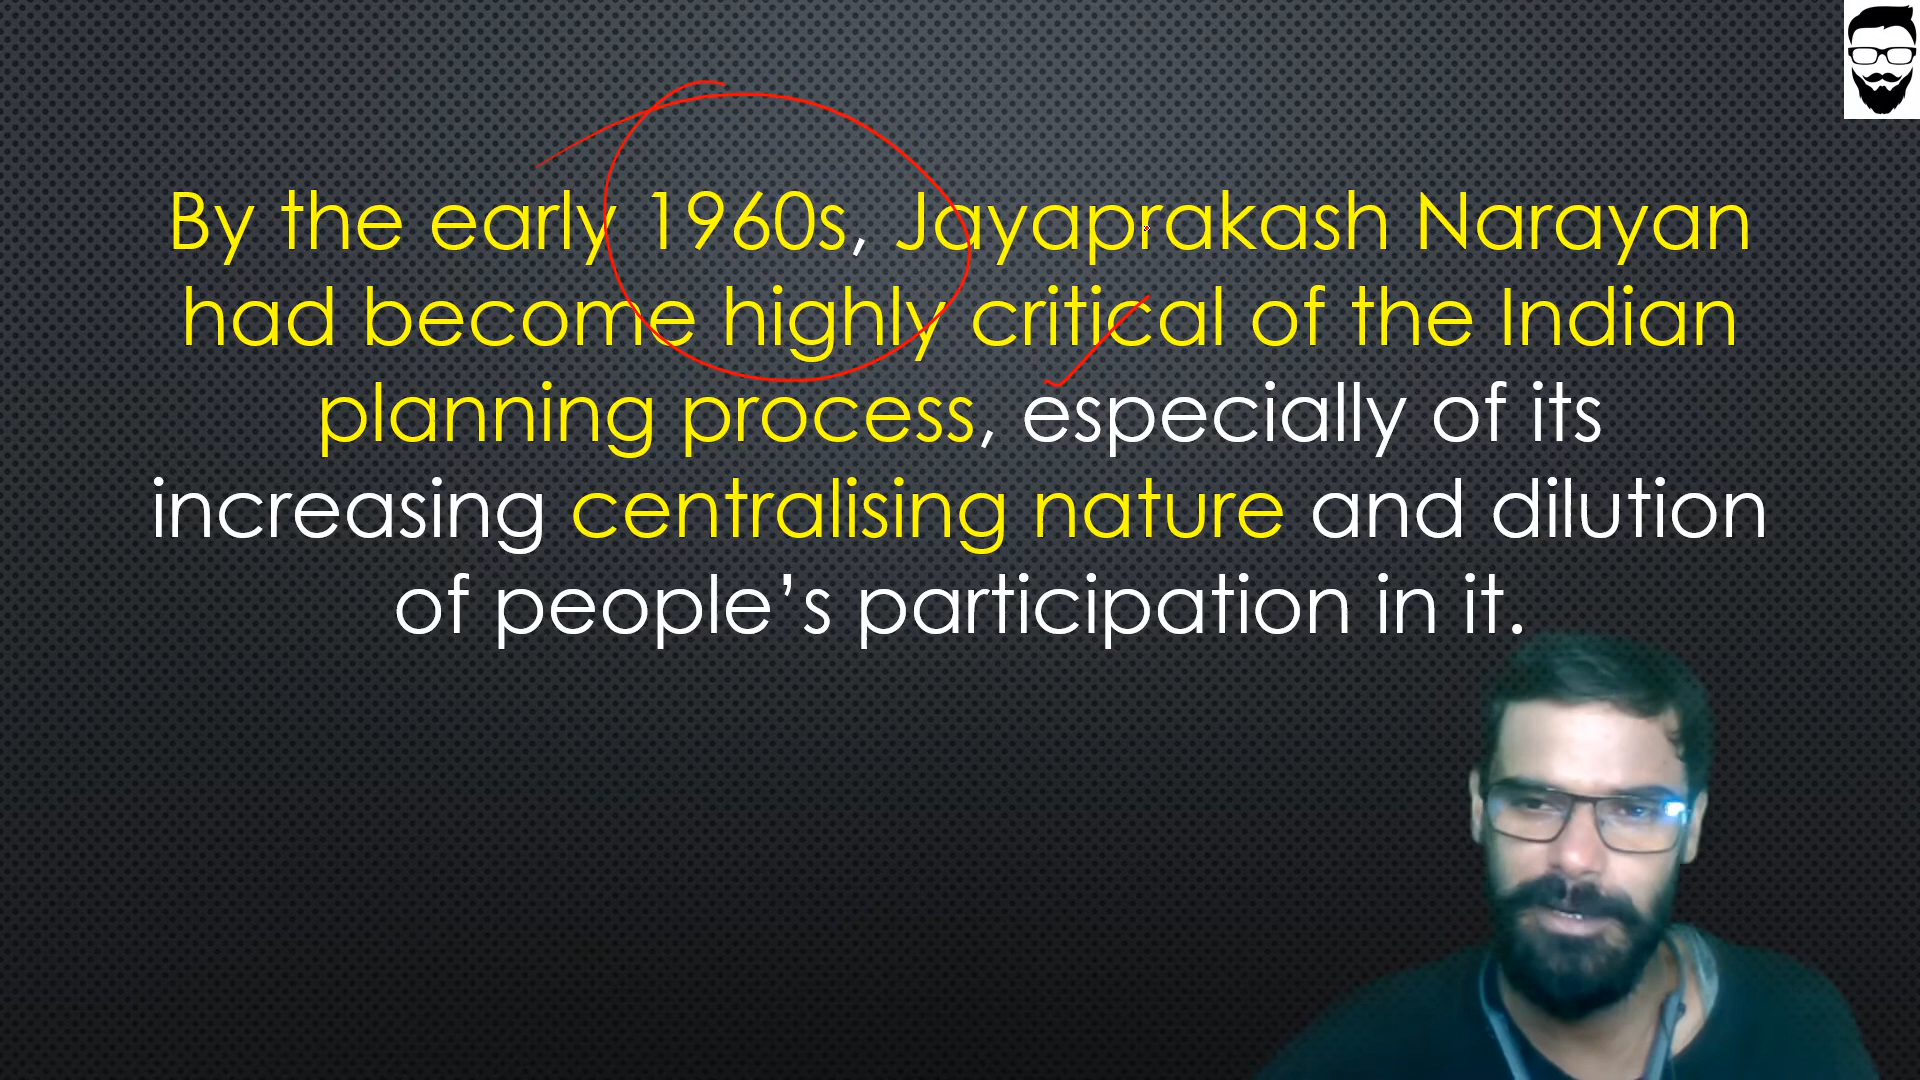 By the early 1960s, Jayaprakash Narayan
had become highly critical of the Indian
planning process, especially of its
increasing centralising nature and dilution
of people’s participation in it.